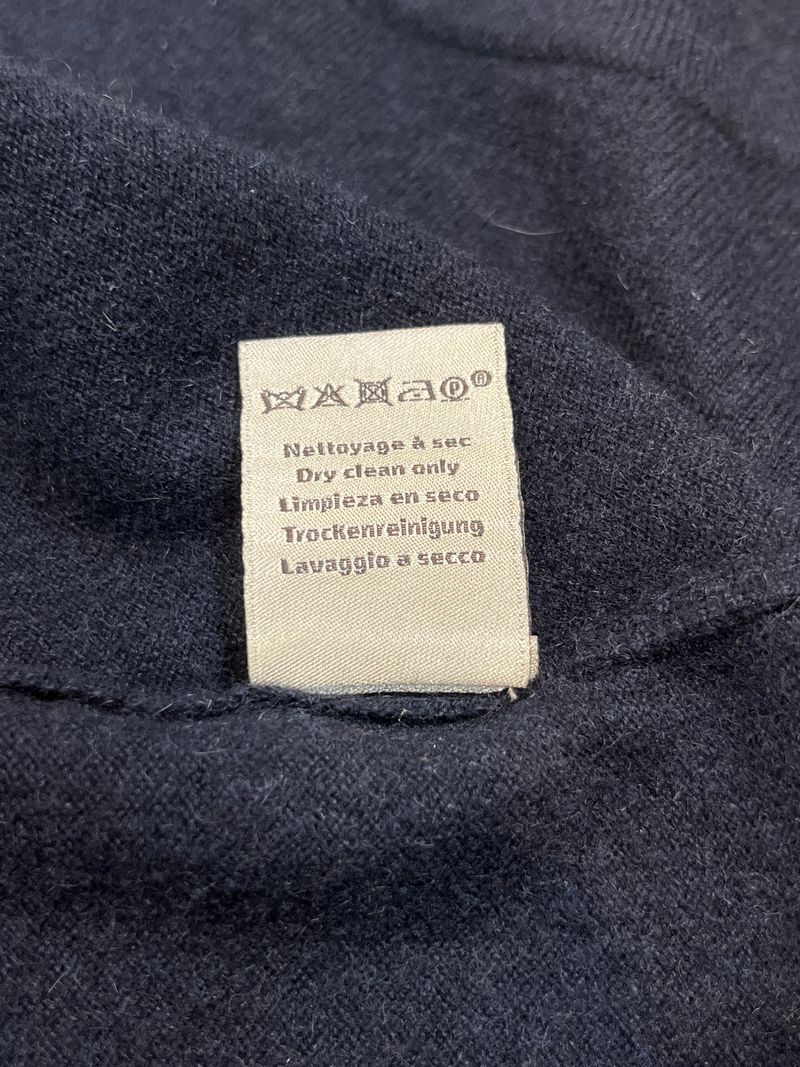 P ®
Nettoyage à sec
Dry clean only
Limpieza en seco
Trockenreinigung
Lavaggio a secco